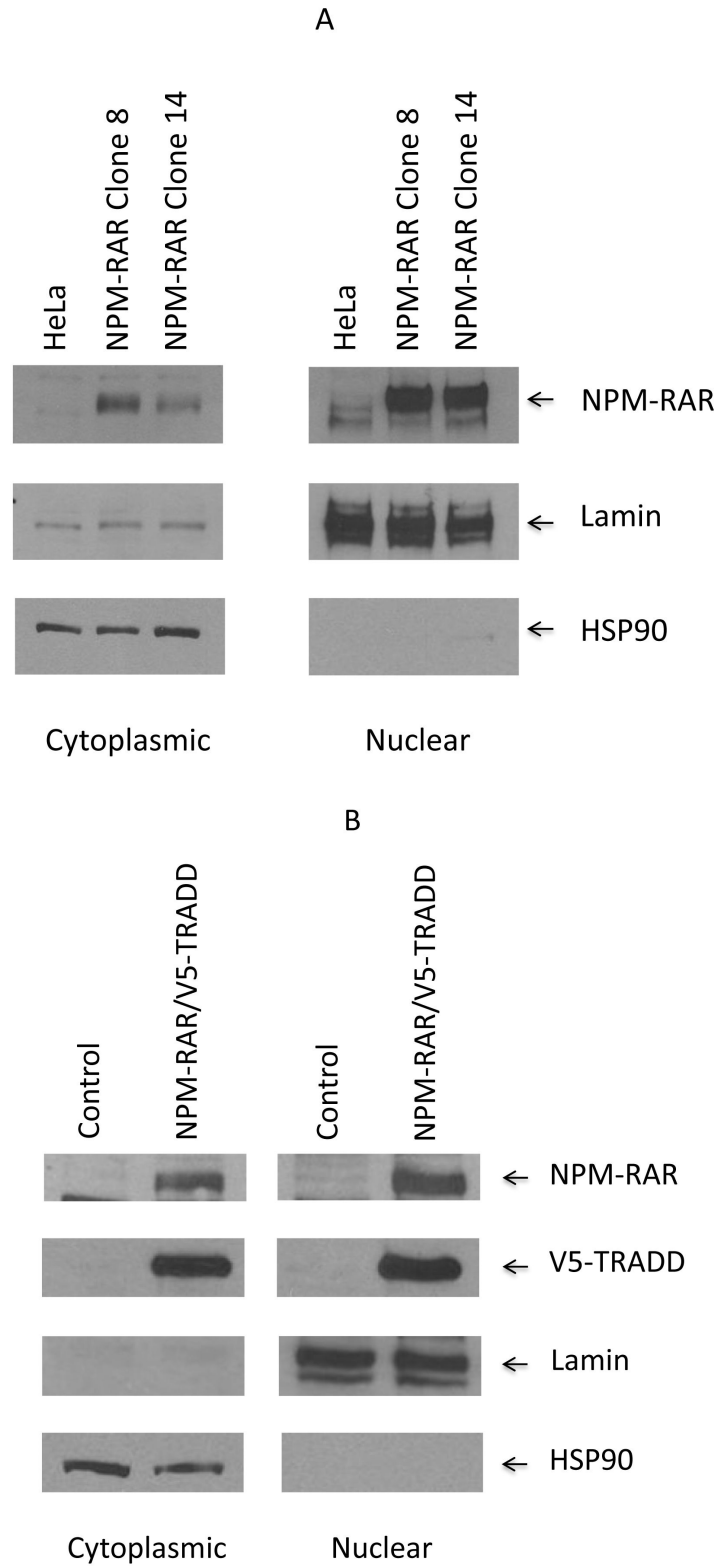 A
HeLa
NPM-RAR Clone 8
NPM-RAR Clone 14
HeLa
NPM-RAR Clone 8
NPM-RAR Clone 14
NPM-RAR
Lamin
HSP90
Cytoplasmic
Nuclear
B
Control
NPM-RAR/V5-TRADD
Control
NPM-RAR/V5-TRADD
NPM-RAR
V5-TRADD
Lamin
HSP90
Cytoplasmic
Nuclear